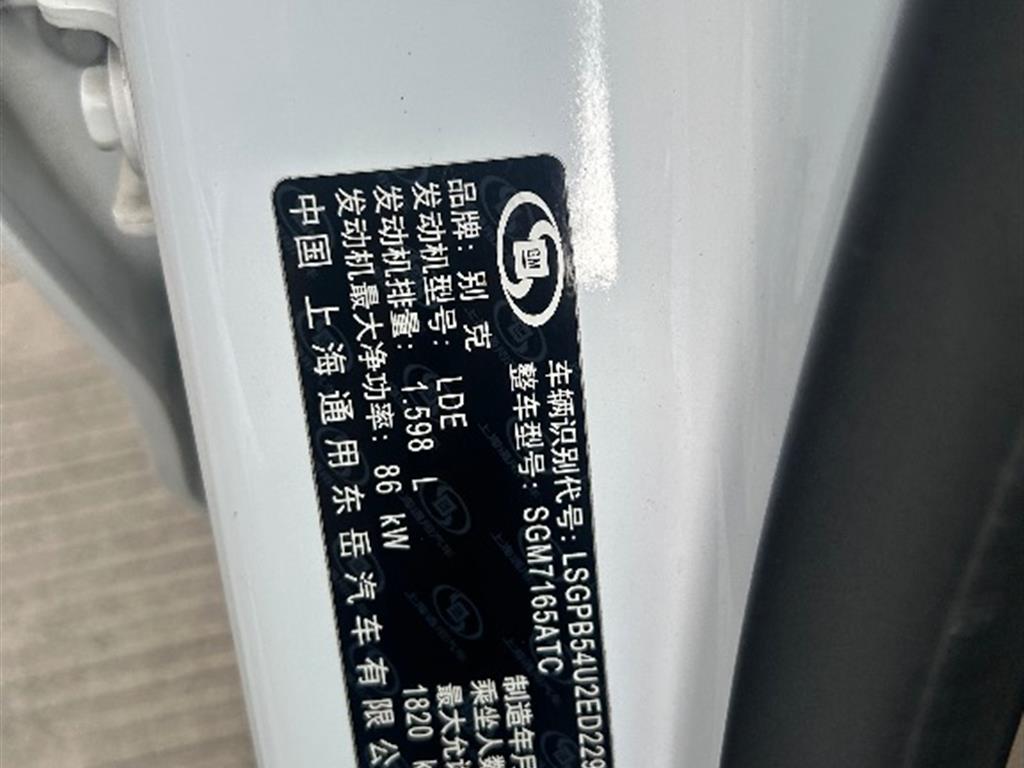 GM
车辆识别代号: LSGPB54U2ED229
整车型号: SGM7165ATC
品牌: 别克
制造年月
发动机型号: LDE
乘坐人数
发动机排量: 1.598 L
最大允许
发动机最大净功率: 86 kW
1820 k
中国 上海通用东岳汽车有限公